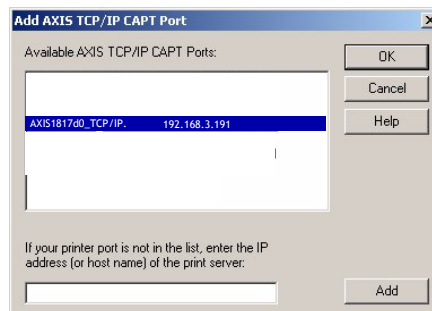 Add AXIS TCP/IP CAPT Port
Available AXIS TCP/IP CAPT Ports:
OK
Cancel
AXIS1817d0_TCP/IP. 192.168.3.191
Help
If your printer port is not in the list, enter the IP
address (or host name) of the print server:
Add